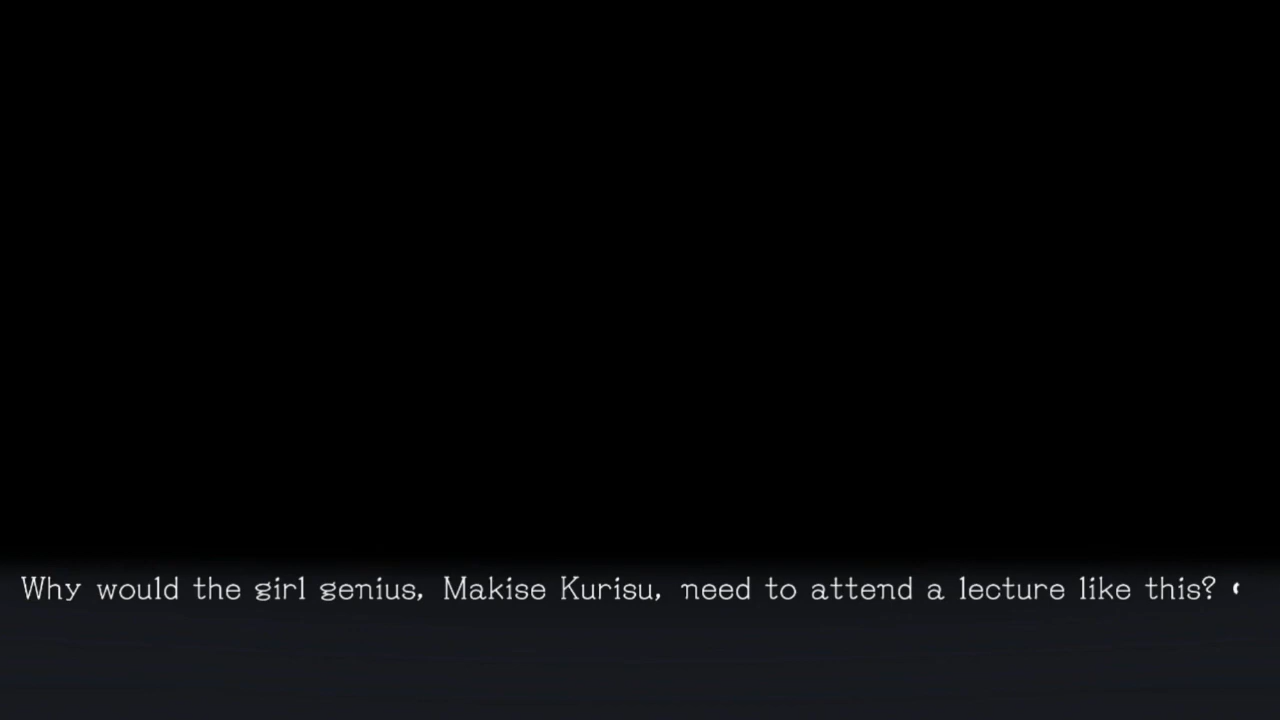 Why would the girl genius, Makise Kurisu, need to attend a lecture like this?